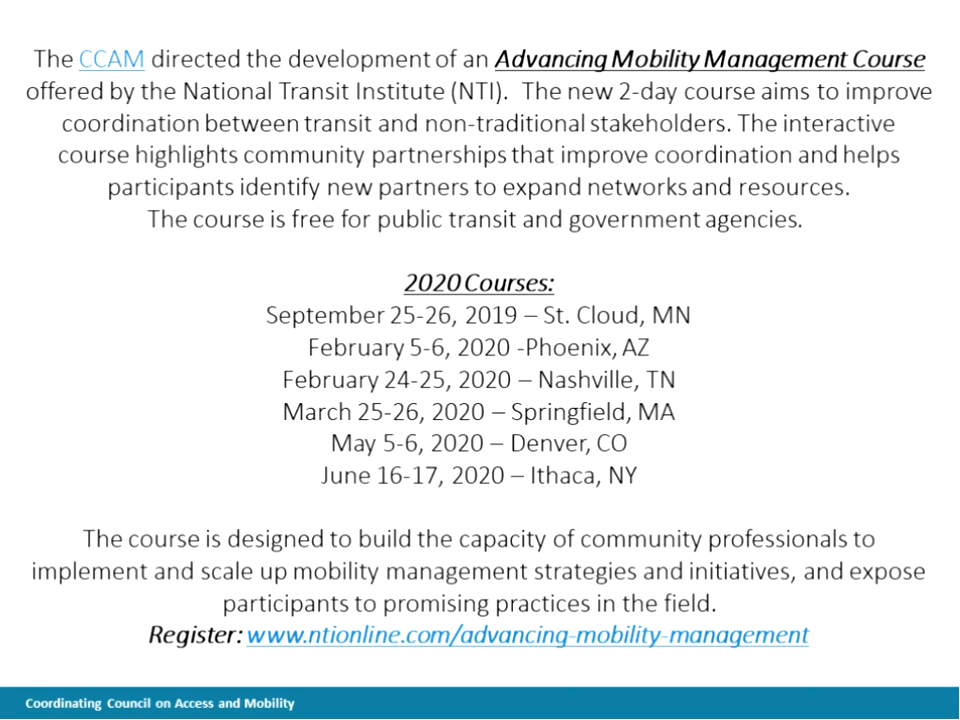 The CCAM directed the development of an Advancing Mobility Management Course
offered by the National Transit Institute (NTI). The new 2-day course aims to improve
coordination between transit and non-traditional stakeholders. The interactive
course highlights community partnerships that improve coordination and helps
participants identify new partners to expand networks and resources.
The course is free for public transit and government agencies.
2020 Courses:
September 25-26, 2019 – St. Cloud, MN
February 5-6, 2020 -Phoenix, AZ
February 24-25, 2020 – Nashville, TN
March 25-26, 2020 – Springfield, MA
May 5-6, 2020 – Denver, CO
June 16-17, 2020 – Ithaca, NY
The course is designed to build the capacity of community professionals to
implement and scale up mobility management strategies and initiatives, and expose
participants to promising practices in the field.
Register: www.ntionline.com/advancing-mobility-management
Coordinating Council on Access and Mobility